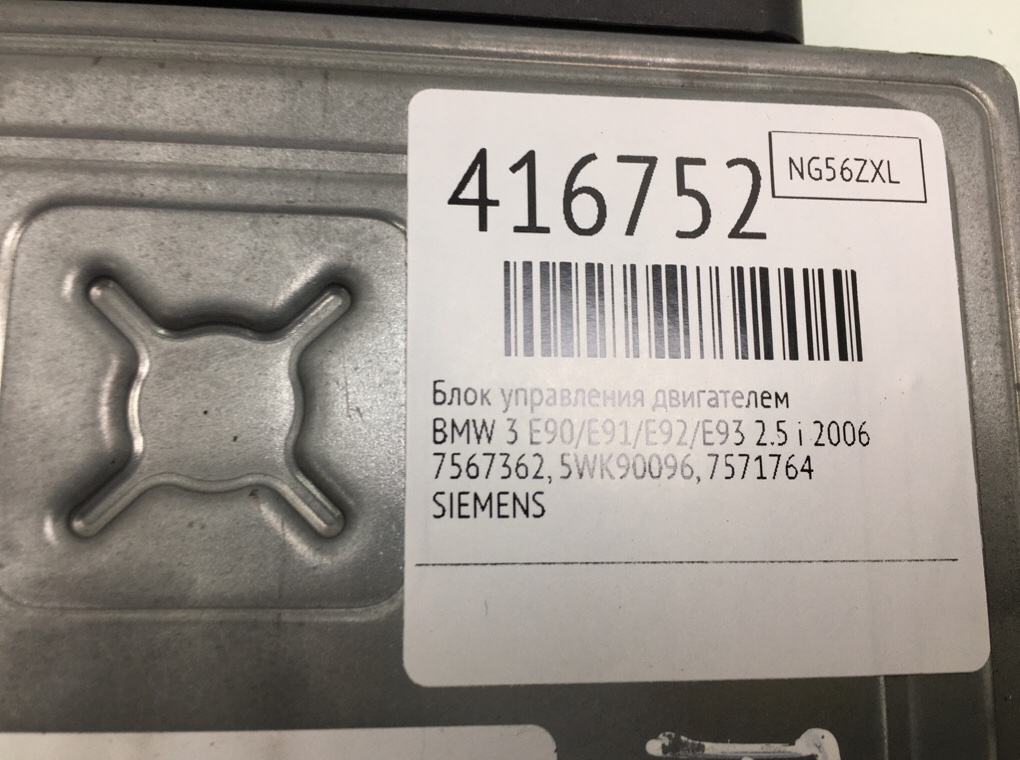 416752
NG56ZXL
Блок управления двигателем
BMW 3 E90/E91/E92/E93 2.5 i 2006
7567362, 5WK90096, 7571764
SIEMENS